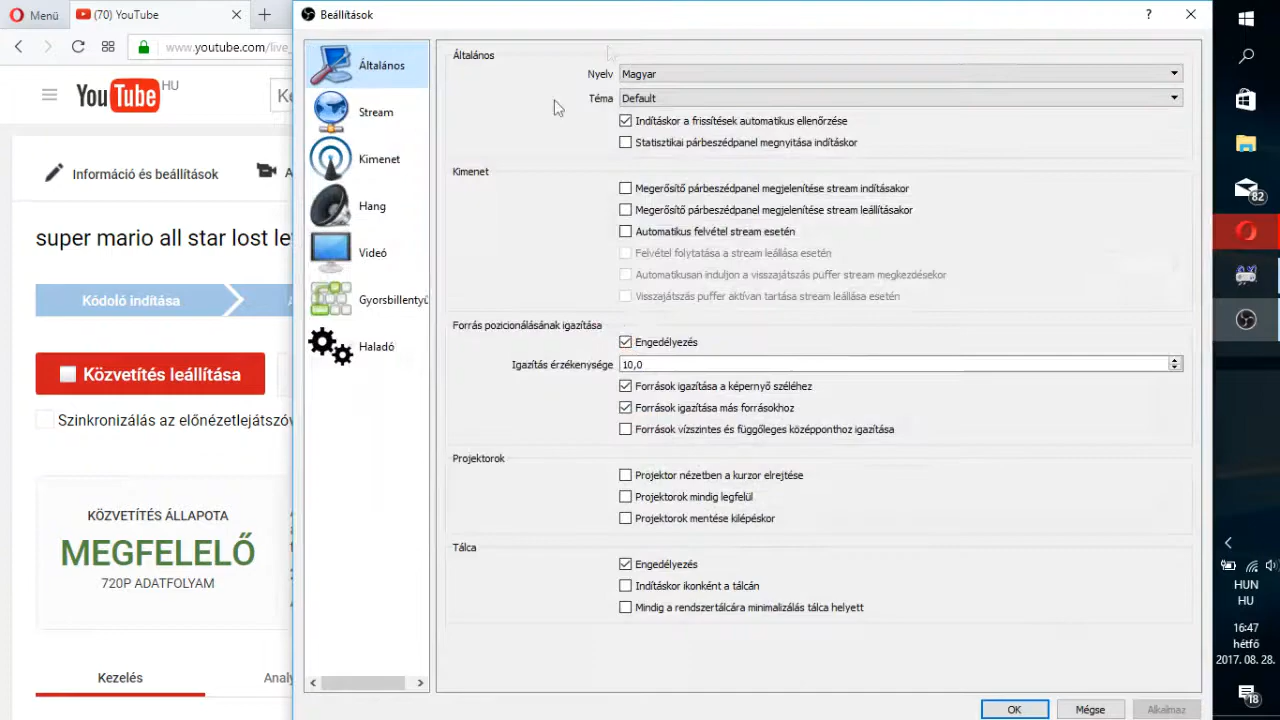 Menü
(70) YouTube
www.youtube.com/live_
YouTube HU
Ke
Információ és beállítások
A
super mario all star lost le
Kódoló indítása
A
Közvetítés leállítása
Szinkronizálás az előnézetlejátszóv
KÖZVETÍTÉS ÁLLAPOTA
MEGFELELŐ
720P ADATFOLYAM
Kezelés
Analy
Beállítások
?
Általános
Stream
Kimenet
Hang
Videó
Gyorsbillentyű
Haladó
Általános
Nyelv Magyar
Téma Default
Indításkor a frissítések automatikus ellenőrzése
Statisztikai párbeszédpanel megnyitása indításkor
Kimenet
Megerősítő párbeszédpanel megjelenítése stream indításakor
Megerősítő párbeszédpanel megjelenítése stream leállításakor
Automatikus felvétel stream esetén
Felvétel folytatása a stream leállása esetén
Automatikusan induljon a visszajátszás puffer stream megkezdésekor
Visszajátszás puffer aktívan tartása stream leállása esetén
Forrás pozicionálásának igazítása
Engedélyezés
Igazítás érzékenysége 10,0
Források igazítása a képernyő széléhez
Források igazítása más forrásokhoz
Források vízszintes és függőleges középponthoz igazítása
Projektorok
Projektor nézetben a kurzor elrejtése
Projektorok mindig legfelül
Projektorok mentése kilépéskor
Tálca
Engedélyezés
Indításkor ikonként a tálcán
Mindig a rendszertálcára minimalizálás tálca helyett
OK
Mégse
Alkalmaz
82
HUN
HU
16:47
hétfő
2017. 08. 28.
18